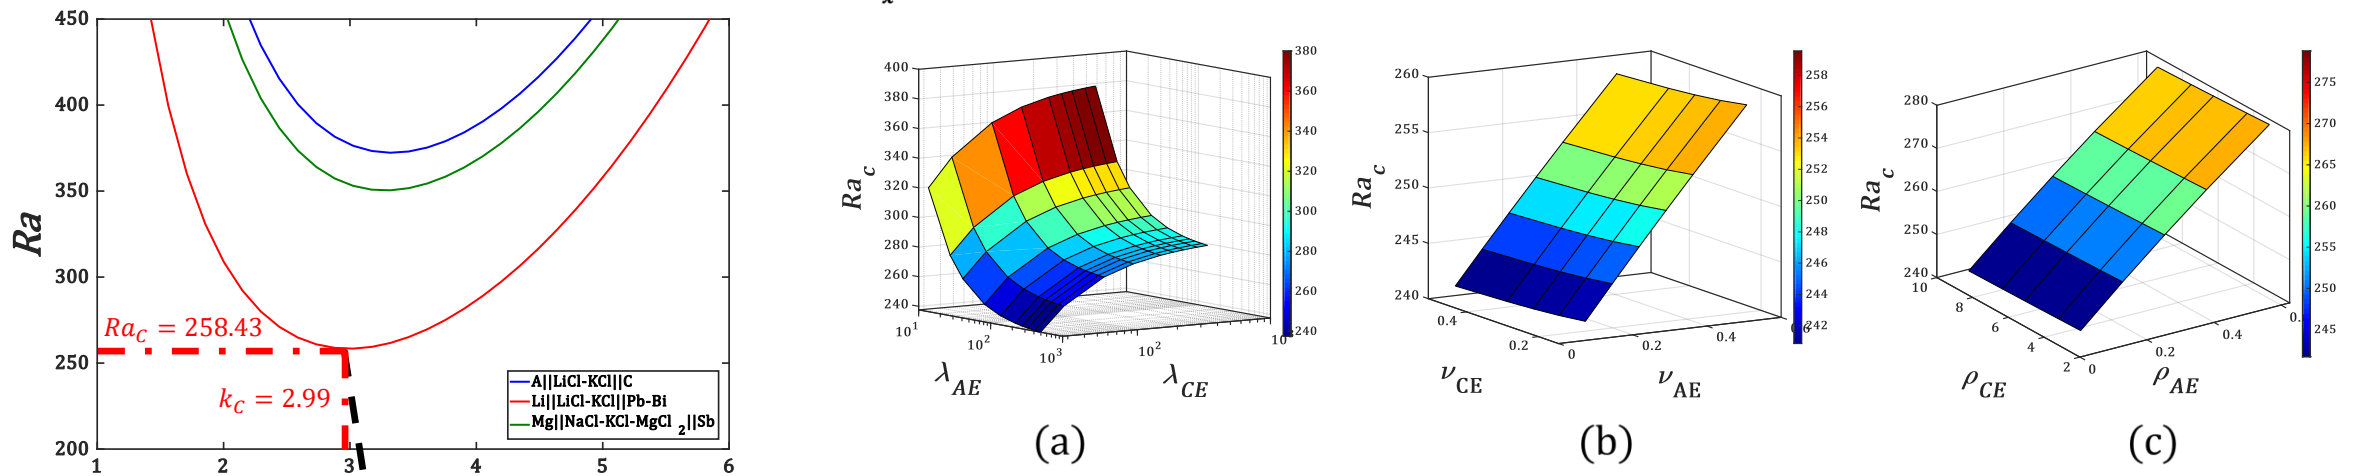 x
450
400
350
300
250
200
Ra
Ra_C = 258.43
k_C = 2.99
A||LiCl-KCl||C
Li||LiCl-KCl||Pb-Bi
Mg||NaCl-KCl-MgCl_2||Sb
1 2 3 4 5 6
400
380
360
340
320
300
280
260
240
Ra_c
10^1 10^2 10^3 10^2
λ_AE λ_CE
380
360
340
320
300
280
260
240
(a)
260
255
250
245
240
Ra_c
0.4 0.2 0 0.2 0.4
ν_CE ν_AE
258
256
254
252
250
248
246
244
242
(b)
280
270
260
250
240
Ra_c
10 8 6 4 2 0 0.2 0.4
ρ_CE ρ_AE
275
270
265
260
255
250
245
(c)